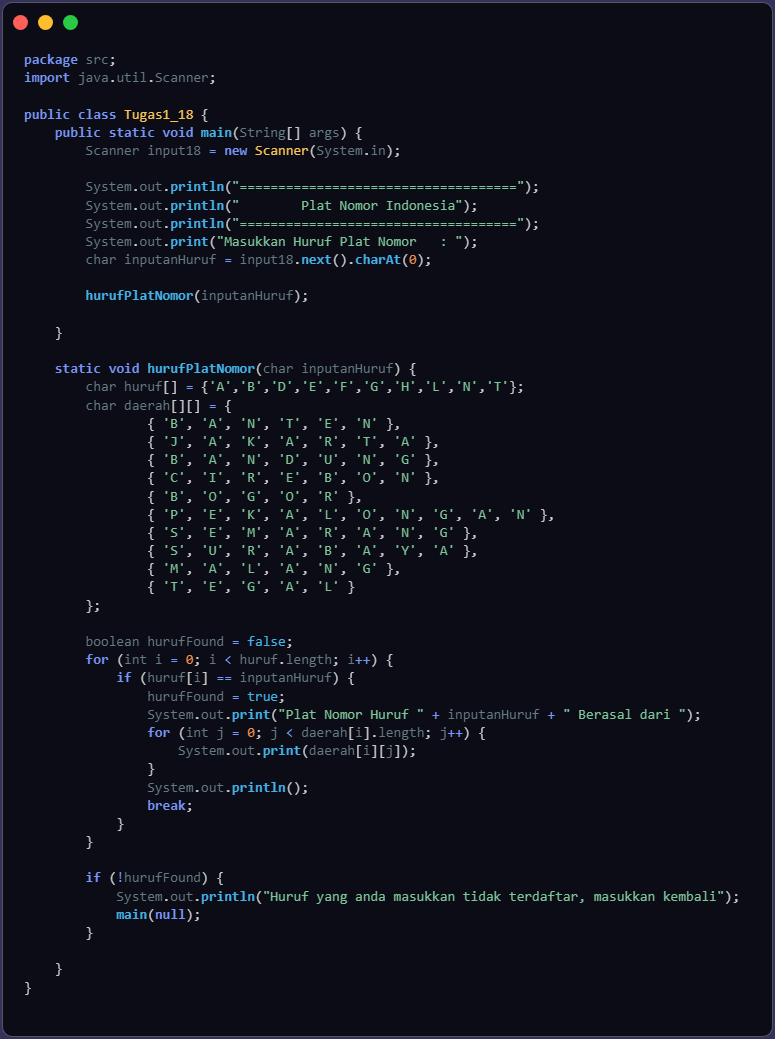 package src;
import java.util.Scanner;

public class Tugas1_18 {
    public static void main(String[] args) {
        Scanner input18 = new Scanner(System.in);

        System.out.println("====================================");
        System.out.println("        Plat Nomor Indonesia");
        System.out.println("====================================");
        System.out.print("Masukkan Huruf Plat Nomor   : ");
        char inputanHuruf = input18.next().charAt(0);

        hurufPlatNomor(inputanHuruf);

    }

    static void hurufPlatNomor(char inputanHuruf) {
        char huruf[] = {'A','B','D','E','F','G','H','L','N','T'};
        char daerah[][] = {
                { 'B', 'A', 'N', 'T', 'E', 'N' },
                { 'J', 'A', 'K', 'A', 'R', 'T', 'A' },
                { 'B', 'A', 'N', 'D', 'U', 'N', 'G' },
                { 'C', 'I', 'R', 'E', 'B', 'O', 'N' },
                { 'B', 'O', 'G', 'O', 'R' },
                { 'P', 'E', 'K', 'A', 'L', 'O', 'N', 'G', 'A', 'N' },
                { 'S', 'E', 'M', 'A', 'R', 'A', 'N', 'G' },
                { 'S', 'U', 'R', 'A', 'B', 'A', 'Y', 'A' },
                { 'M', 'A', 'L', 'A', 'N', 'G' },
                { 'T', 'E', 'G', 'A', 'L' }
        };

        boolean hurufFound = false;
        for (int i = 0; i < huruf.length; i++) {
            if (huruf[i] == inputanHuruf) {
                hurufFound = true;
                System.out.print("Plat Nomor Huruf " + inputanHuruf + " Berasal dari ");
                for (int j = 0; j < daerah[i].length; j++) {
                    System.out.print(daerah[i][j]);
                }
                System.out.println();
                break;
            }
        }

        if (!hurufFound) {
            System.out.println("Huruf yang anda masukkan tidak terdaftar, masukkan kembali");
            main(null);
        }

    }
}